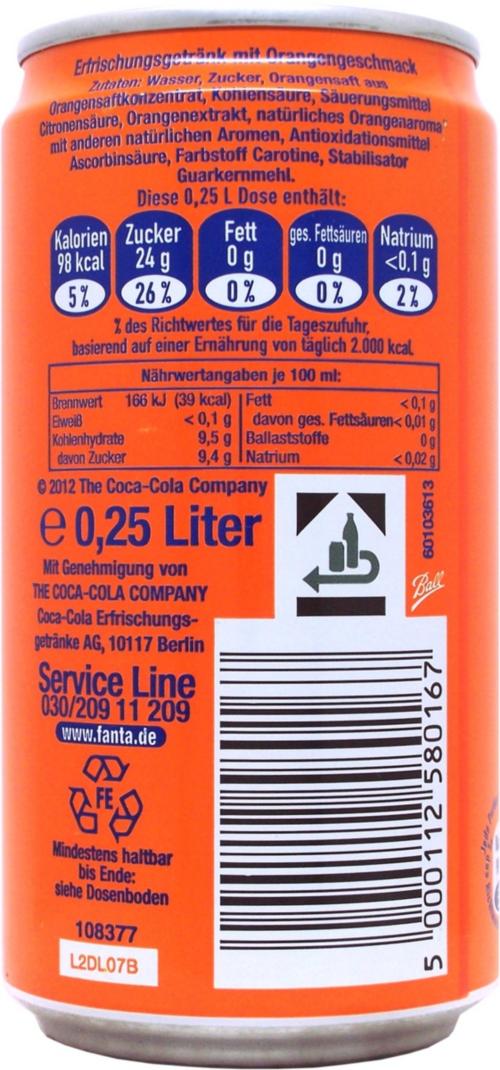 Erfrischungsgetränk mit Orangengeschmack
Zutaten: Wasser, Zucker, Orangensaft aus
Orangensaftkonzentrat, Kohlensäure, Säuerungsmittel
Citronensäure, Orangenextrakt, natürliches Orangenaroma
mit anderen natürlichen Aromen, Antioxidationsmittel
Ascorbinsäure, Farbstoff Carotine, Stabilisator
Guarkernmehl.
Diese 0,25 L Dose enthält:
Kalorien 98 kcal 5%
Zucker 24 g 26%
Fett 0 g 0%
ges. Fettsäuren 0 g 0%
Natrium <0,1 g 2%
% des Richtwertes für die Tageszufuhr,
basierend auf einer Ernährung von täglich 2.000 kcal.
Nährwertangaben je 100 ml:
Brennwert 166 kJ (39 kcal)
Eiweiß < 0,1 g
Kohlenhydrate 9,5 g
davon Zucker 9,4 g
Fett < 0,1 g
davon ges. Fettsäuren < 0,01 g
Ballaststoffe 0 g
Natrium < 0,02 g
© 2012 The Coca-Cola Company
e 0,25 Liter
Mit Genehmigung von
THE COCA-COLA COMPANY
Coca-Cola Erfrischungs-
getränke AG, 10117 Berlin
Service Line
030/209 11 209
www.fanta.de
FE
Mindestens haltbar
bis Ende:
siehe Dosenboden
108377
L2DL07B
60103613
Ball
5 000112 580167